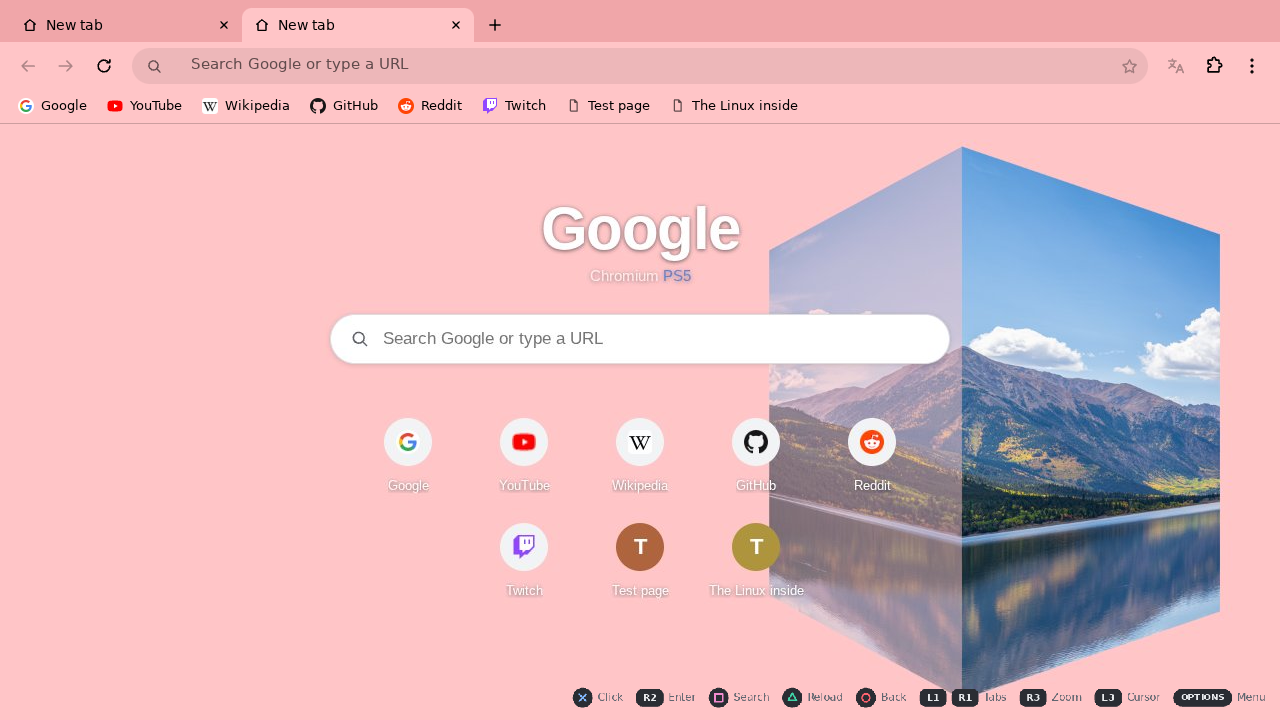 New tab
New tab
Search Google or type a URL
Google YouTube Wikipedia GitHub Reddit Twitch Test page The Linux inside
Google
Chromium PS5
Search Google or type a URL
Google YouTube Wikipedia GitHub Reddit
T T
Twitch Test page The Linux inside
Click R2 Enter Search Reload Back L1 R1 Tabs R3 Zoom L3 Cursor OPTIONS Menu